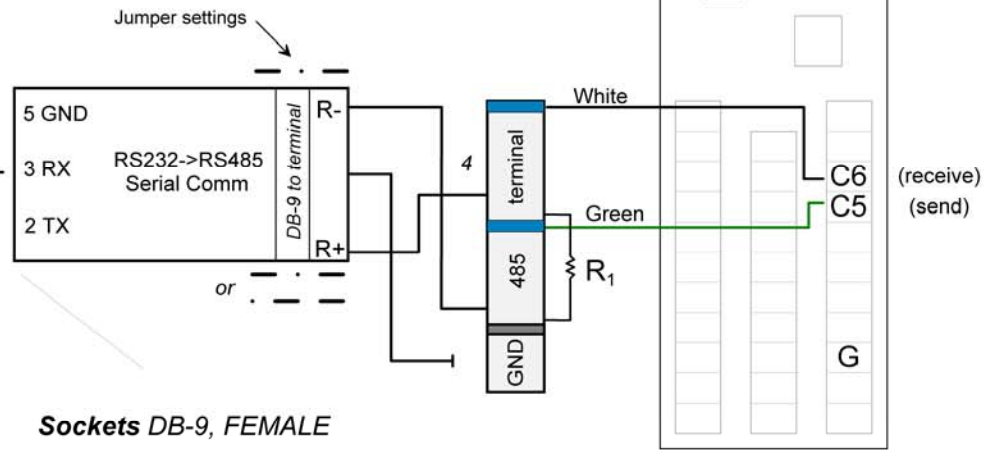 Jumper settings
5 GND
3 RX
2 TX
RS232->RS485
Serial Comm
DB-9 to terminal
R-
R+
or
4
terminal
485
GND
White
Green
R1
C6
C5
(receive)
(send)
G
Sockets DB-9, FEMALE